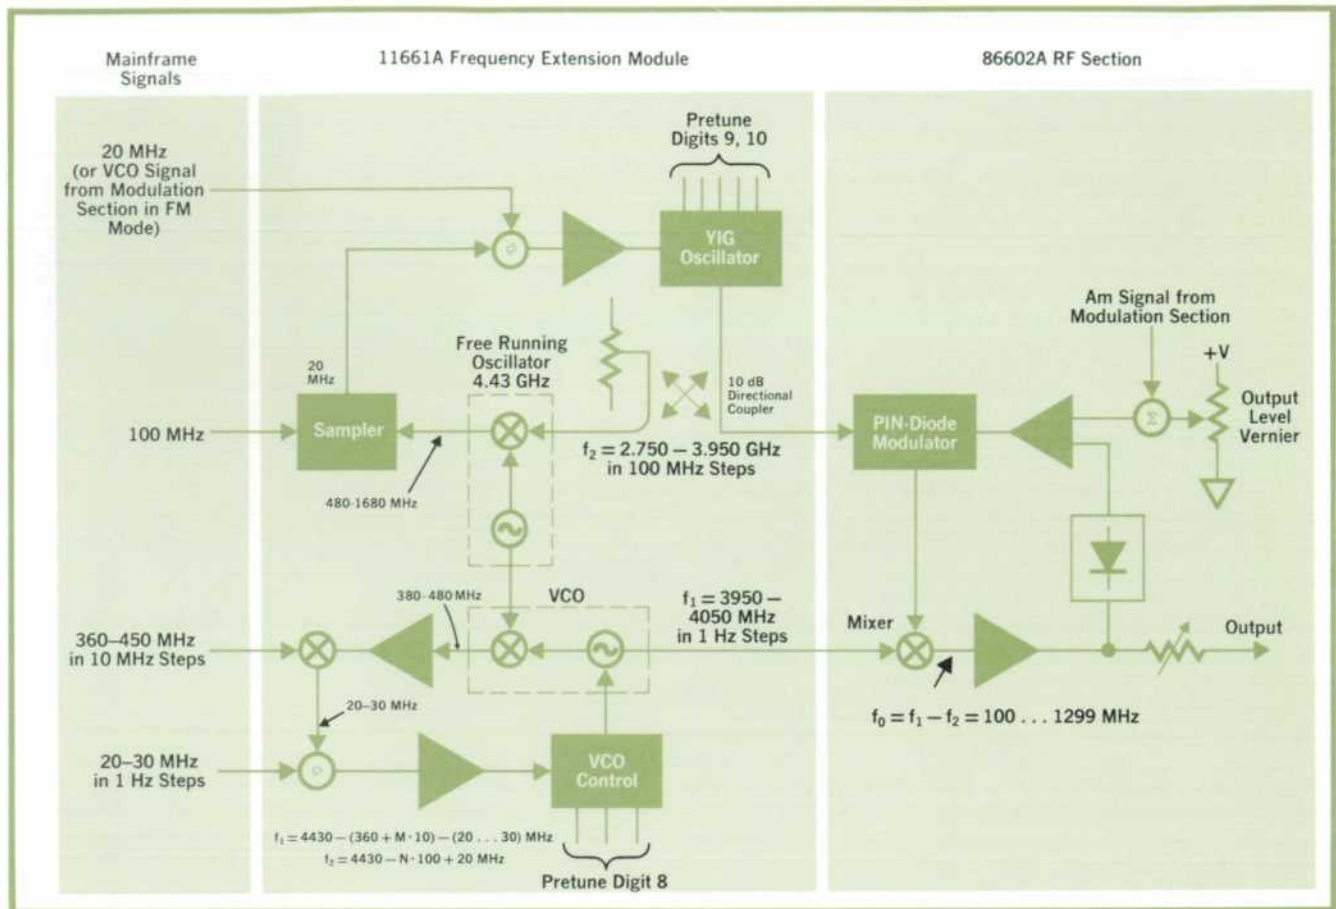 Mainframe
Signals
11661A Frequency Extension Module
86602A RF Section
20 MHz
(or VCO Signal
from Modulation
Section in FM
Mode)
Pretune
Digits 9, 10
ϕ
YIG
Oscillator
Am Signal from
Modulation Section
+V
Free Running
Oscillator
4.43 GHz
20
MHz
10 dB
Directional
Coupler
100 MHz
Sampler
PIN-Diode
Modulator
Σ
Output
Level
Vernier
f₂ = 2.750 – 3.950 GHz
in 100 MHz Steps
480-1680 MHz
380-480 MHz
VCO
f₁ = 3950 –
4050 MHz
in 1 Hz Steps
Mixer
Output
360–450 MHz
in 10 MHz Steps
f₀ = f₁ – f₂ = 100 . . . 1299 MHz
20–30 MHz
20–30 MHz
in 1 Hz Steps
ϕ
VCO
Control
f₁ = 4430 – (360 + M · 10) – (20 . . . 30) MHz
f₂ = 4430 – N · 100 + 20 MHz
Pretune Digit 8